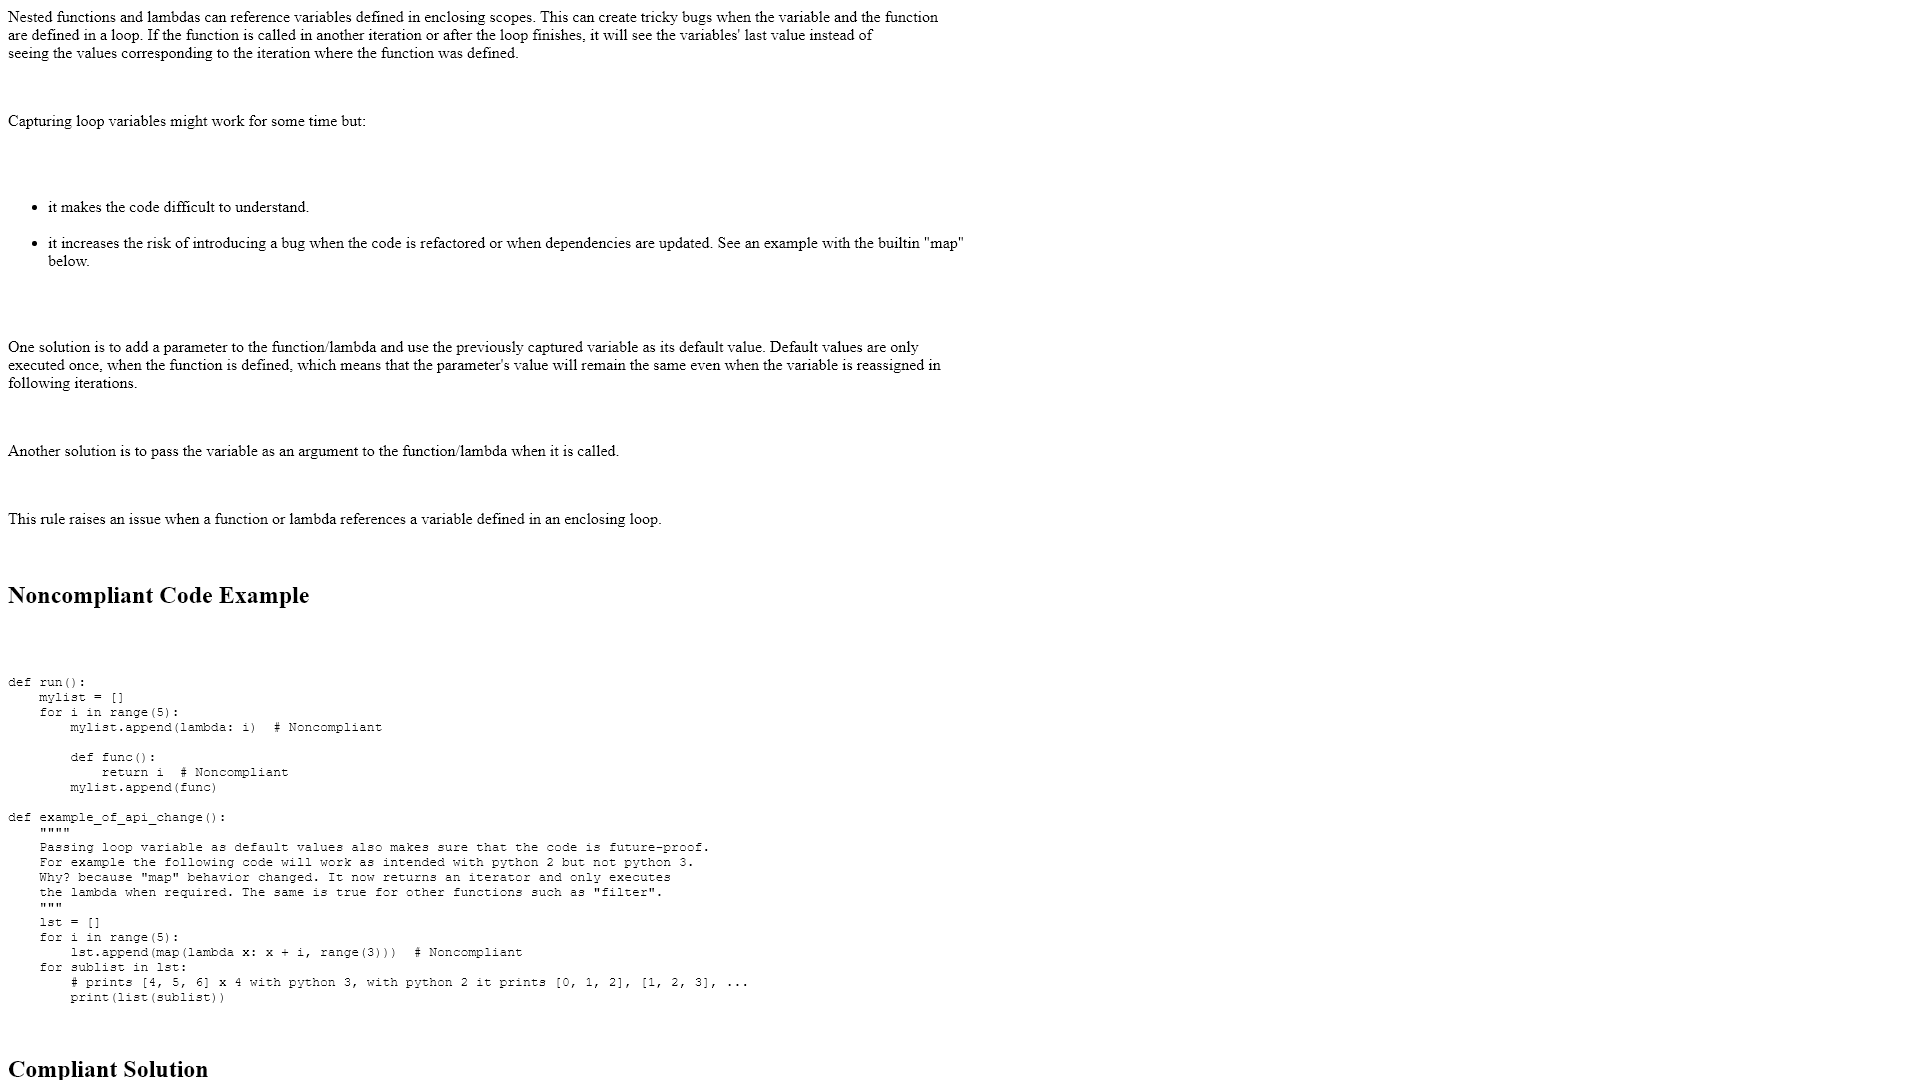 Nested functions and lambdas can reference variables defined in enclosing scopes. This can create tricky bugs when the variable and the function
are defined in a loop. If the function is called in another iteration or after the loop finishes, it will see the variables' last value instead of
seeing the values corresponding to the iteration where the function was defined.
Capturing loop variables might work for some time but:
• it makes the code difficult to understand.
• it increases the risk of introducing a bug when the code is refactored or when dependencies are updated. See an example with the builtin "map"
below.
One solution is to add a parameter to the function/lambda and use the previously captured variable as its default value. Default values are only
executed once, when the function is defined, which means that the parameter's value will remain the same even when the variable is reassigned in
following iterations.
Another solution is to pass the variable as an argument to the function/lambda when it is called.
This rule raises an issue when a function or lambda references a variable defined in an enclosing loop.
Noncompliant Code Example
def run():
    mylist = []
    for i in range(5):
        mylist.append(lambda: i)  # Noncompliant
        def func():
            return i  # Noncompliant
        mylist.append(func)
def example_of_api_change():
    """"
    Passing loop variable as default values also makes sure that the code is future-proof.
    For example the following code will work as intended with python 2 but not python 3.
    Why? because "map" behavior changed. It now returns an iterator and only executes
    the lambda when required. The same is true for other functions such as "filter".
    """
    lst = []
    for i in range(5):
        lst.append(map(lambda x: x + i, range(3)))  # Noncompliant
    for sublist in lst:
        # prints [4, 5, 6] x 4 with python 3, with python 2 it prints [0, 1, 2], [1, 2, 3], ...
        print(list(sublist))
Compliant Solution